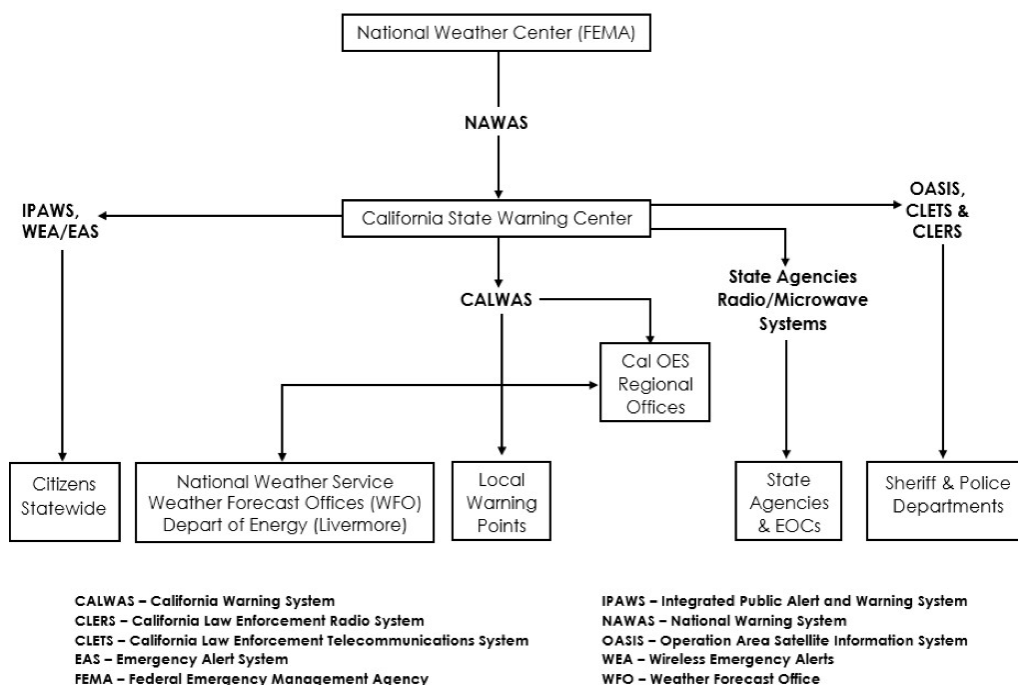 National Weather Center (FEMA)
NAWAS
IPAWS,
WEA/EAS
California State Warning Center
OASIS,
CLETS &
CLERS
CALWAS
State Agencies
Radio/Microwave
Systems
Cal OES
Regional
Offices
Citizens
Statewide
National Weather Service
Weather Forecast Offices (WFO)
Depart of Energy (Livermore)
Local
Warning
Points
State
Agencies
& EOCs
Sheriff & Police
Departments
CALWAS – California Warning System
CLERS – California Law Enforcement Radio System
CLETS – California Law Enforcement Telecommunications System
EAS – Emergency Alert System
FEMA – Federal Emergency Management Agency
IPAWS – Integrated Public Alert and Warning System
NAWAS – National Warning System
OASIS – Operation Area Satellite Information System
WEA – Wireless Emergency Alerts
WFO – Weather Forecast Office